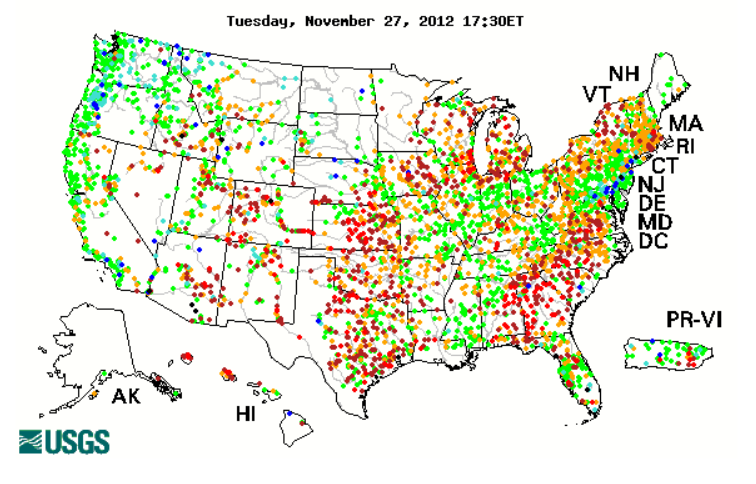 Tuesday, November 27, 2012 17:30ET
NH
VT
MA
RI
CT
NJ
DE
MD
DC
PR-VI
AK
HI
USGS